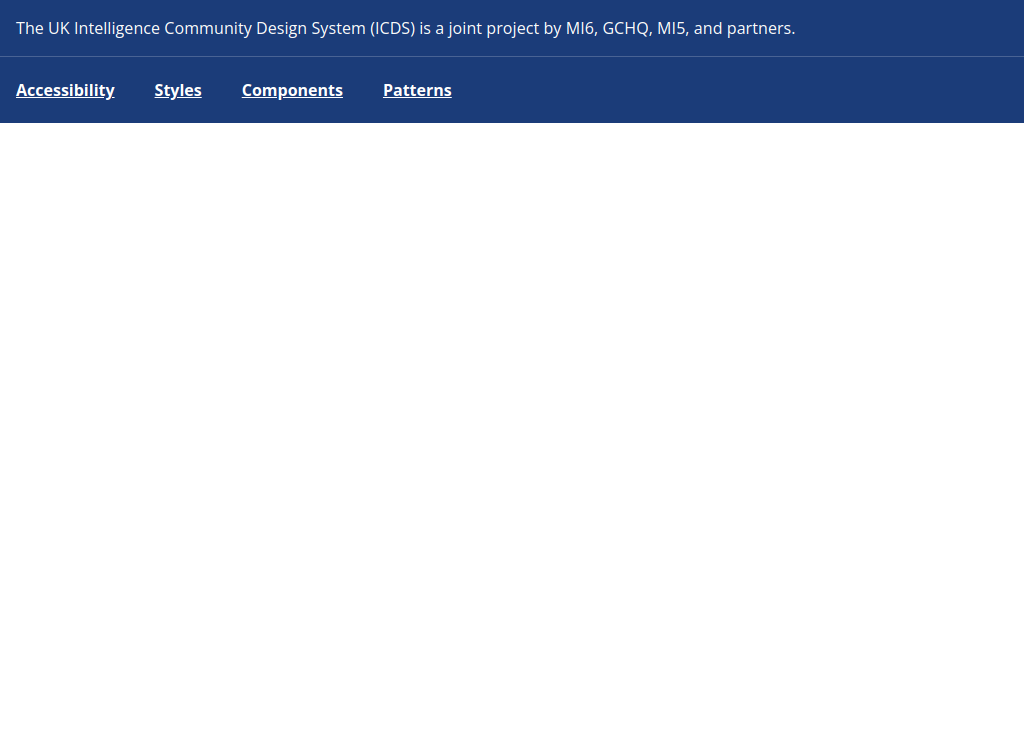 The UK Intelligence Community Design System (ICDS) is a joint project by MI6, GCHQ, MI5, and partners.
Accessibility Styles Components Patterns